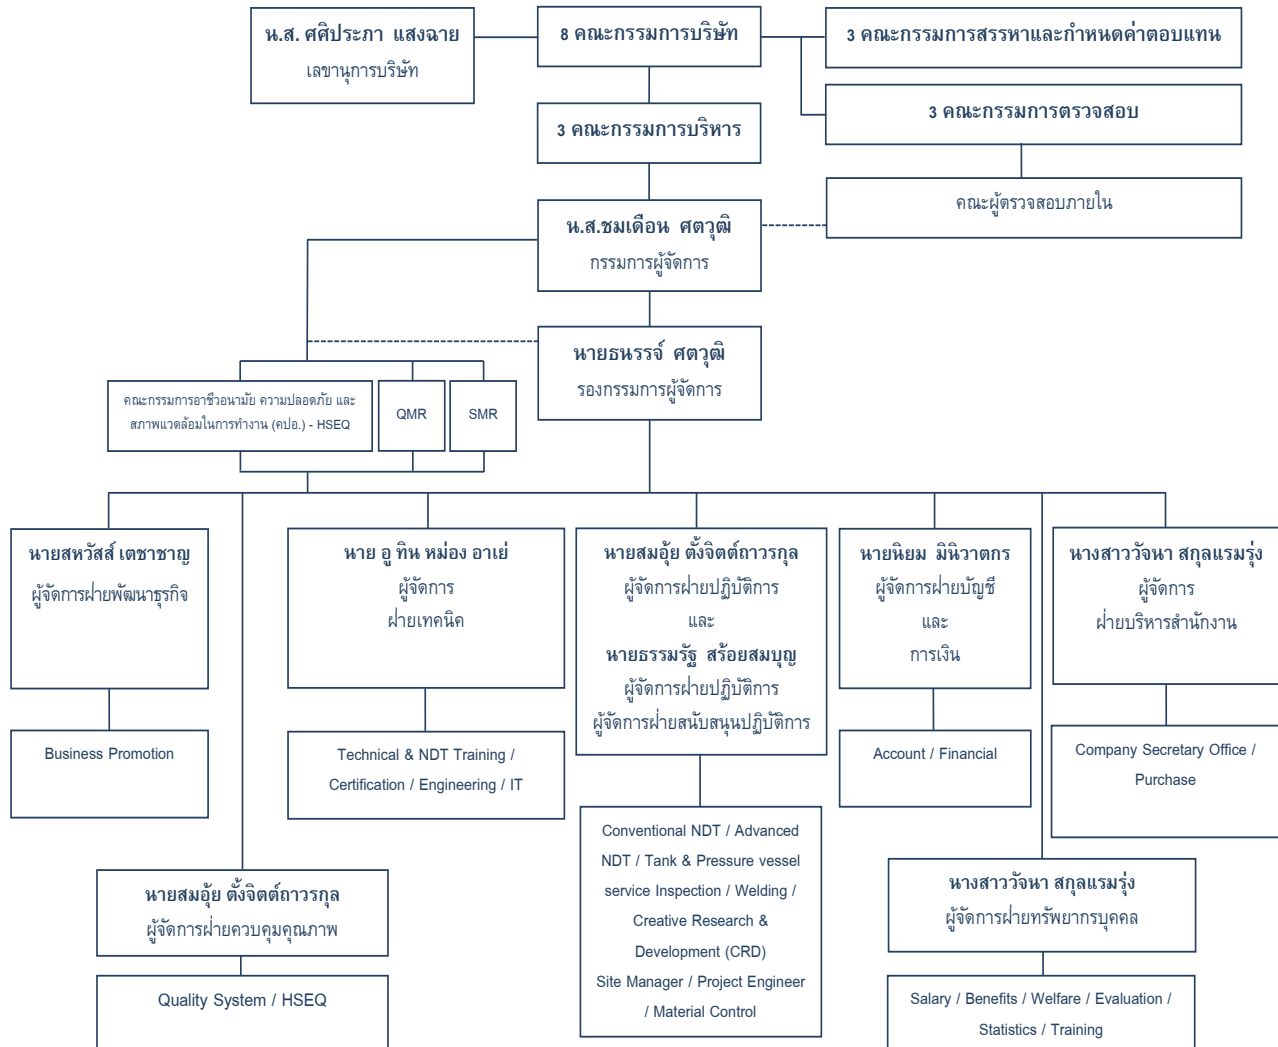 น.ส. ศศิประภา แสงฉาย
เลขานุการบริษัท
8 คณะกรรมการบริษัท
3 คณะกรรมการสรรหาและกำหนดค่าตอบแทน
3 คณะกรรมการบริหาร
3 คณะกรรมการตรวจสอบ
คณะผู้ตรวจสอบภายใน
น.ส.ชมเดือน ศตวุฒิ
กรรมการผู้จัดการ
นายธนรรจ์ ศตวุฒิ
รองกรรมการผู้จัดการ
คณะกรรมการอาชีวอนามัย ความปลอดภัย และ
สภาพแวดล้อมในการทำงาน (คปอ.) - HSEQ
QMR
SMR
นายสหวัสส์ เตชาชาญ
ผู้จัดการฝ่ายพัฒนาธุรกิจ
นาย อู ทิน หม่อง อาเย่
ผู้จัดการ
ฝ่ายเทคนิค
นายสมอุ้ย ตั้งจิตต์ถาวรกุล
ผู้จัดการฝ่ายปฏิบัติการ
และ
นายธรรมรัฐ สร้อยสมบุญ
ผู้จัดการฝ่ายปฏิบัติการ
ผู้จัดการฝ่ายสนับสนุนปฏิบัติการ
นายนิยม มินิวาตกร
ผู้จัดการฝ่ายบัญชี
และ
การเงิน
นางสาววัจนา สกุลแรมรุ่ง
ผู้จัดการ
ฝ่ายบริหารสำนักงาน
Business Promotion
Technical & NDT Training /
Certification / Engineering / IT
Account / Financial
Company Secretary Office /
Purchase
Conventional NDT / Advanced
NDT / Tank & Pressure vessel
service Inspection / Welding /
Creative Research &
Development (CRD)
Site Manager / Project Engineer
/ Material Control
นายสมอุ้ย ตั้งจิตต์ถาวรกุล
ผู้จัดการฝ่ายควบคุมคุณภาพ
Quality System / HSEQ
นางสาววัจนา สกุลแรมรุ่ง
ผู้จัดการฝ่ายทรัพยากรบุคคล
Salary / Benefits / Welfare / Evaluation /
Statistics / Training